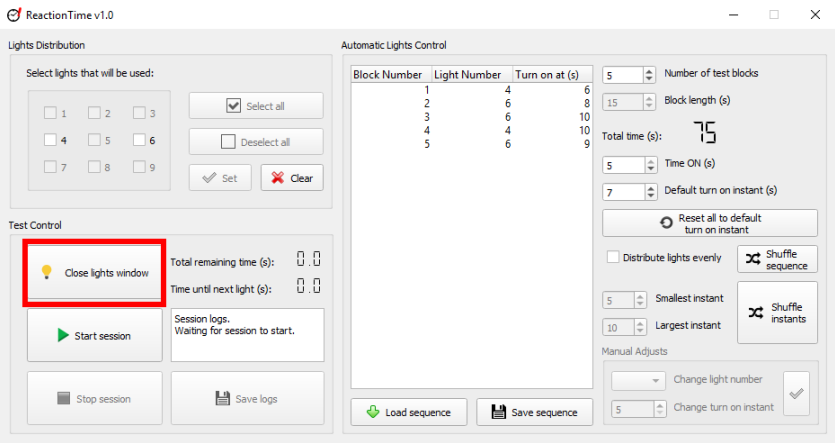 ReactionTime v1.0
Lights Distribution
Select lights that will be used:
1 2 3
4 5 6
7 8 9
Select all
Deselect all
Set
Clear
Test Control
Close lights window
Total remaining time (s): 0.0
Time until next light (s): 0.0
Start session
Session logs.
Waiting for session to start.
Stop session
Save logs
Automatic Lights Control
Block Number Light Number Turn on at (s)
1 4 6
2 6 8
3 6 10
4 4 10
5 6 9
Load sequence
Save sequence
5 Number of test blocks
15 Block length (s)
Total time (s): 75
5 Time ON (s)
7 Default turn on instant (s)
Reset all to default
turn on instant
Distribute lights evenly
Shuffle
sequence
5 Smallest instant
10 Largest instant
Shuffle
instants
Manual Adjusts
Change light number
5 Change turn on instant